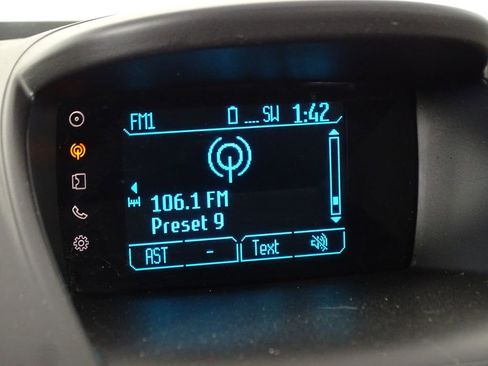 FM1 SW 1:42
106.1 FM
Preset 9
AST - Text